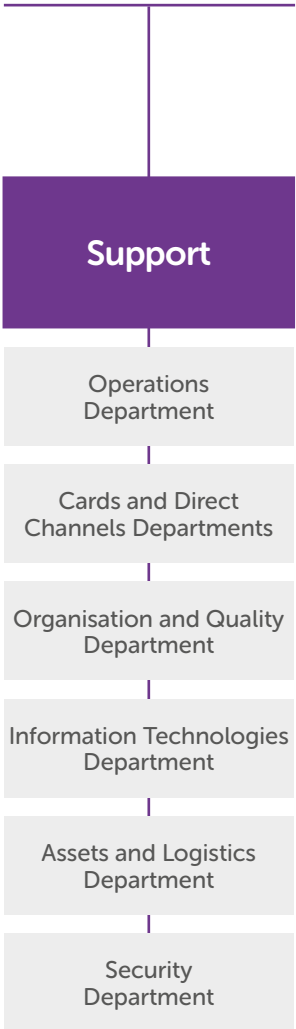 Support
Operations
Department
Cards and Direct
Channels Departments
Organisation and Quality
Department
Information Technologies
Department
Assets and Logistics
Department
Security
Department